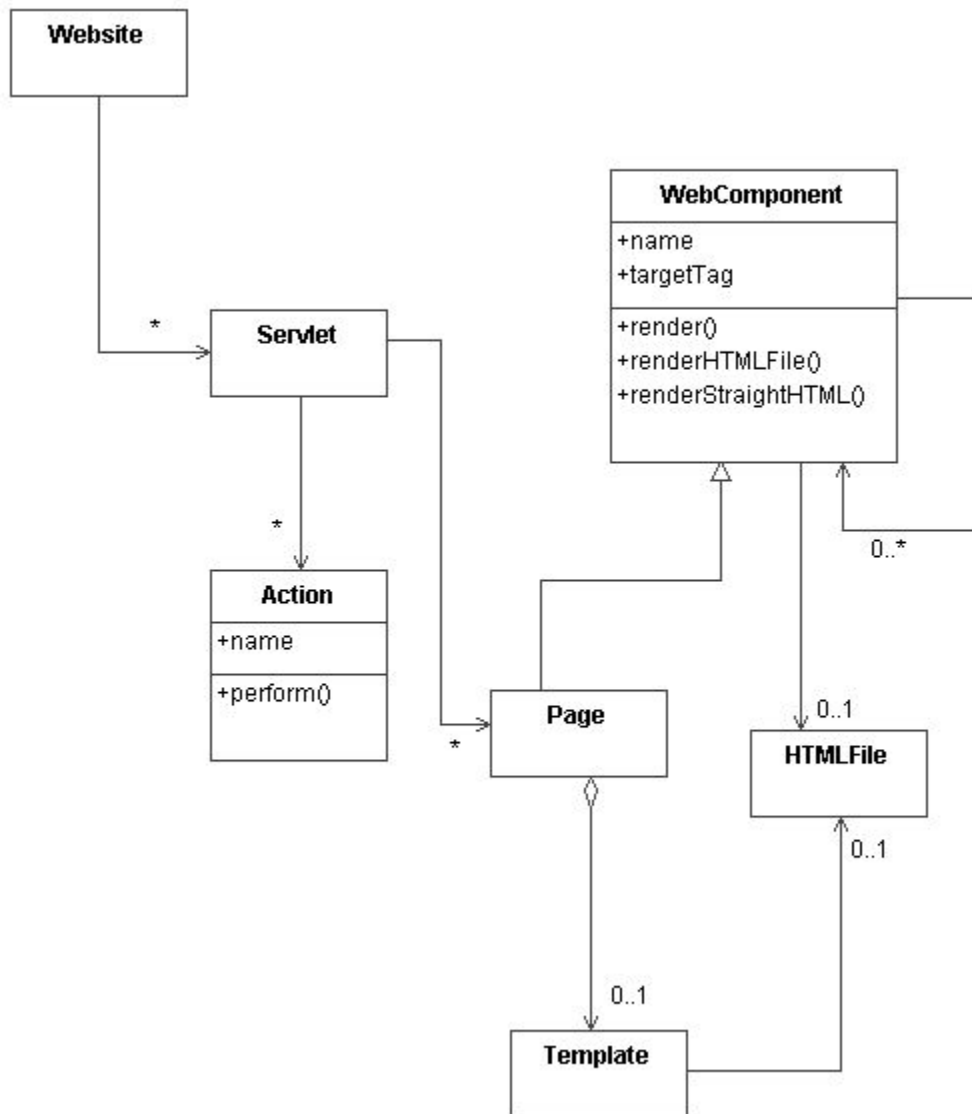 Website
WebComponent
+name
+targetTag
+render()
+renderHTMLFile()
+renderStraightHTML()
*
Servlet
0..*
*
Action
+name
+perform()
*
Page
0..1
HTMLFile
0..1
0..1
Template